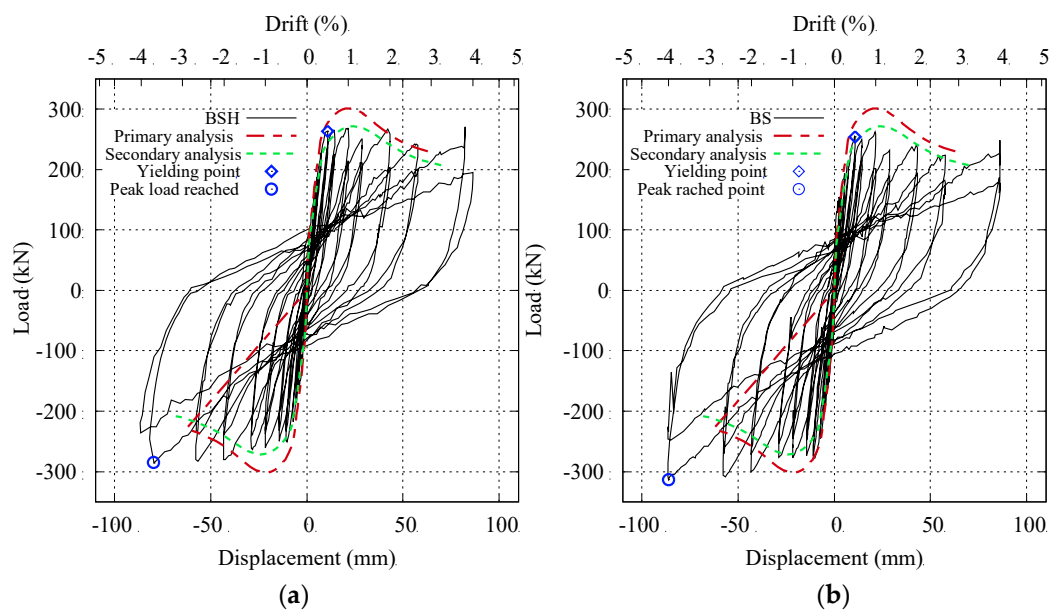 Drift (%)
-5 -4 -3 -2 -1 0 1 2 3 4 5
300
200
100
0
-100
-200
-300
Load (kN)
BSH
Primary analysis
Secondary analysis
Yielding point
Peak load reached
-100 -50 0 50 100
Displacement (mm)
(a)
Drift (%)
-5 -4 -3 -2 -1 0 1 2 3 4 5
300
200
100
0
-100
-200
-300
Load (kN)
BS
Primary analysis
Secondary analysis
Yielding point
Peak rached point
-100 -50 0 50 100
Displacement (mm)
(b)